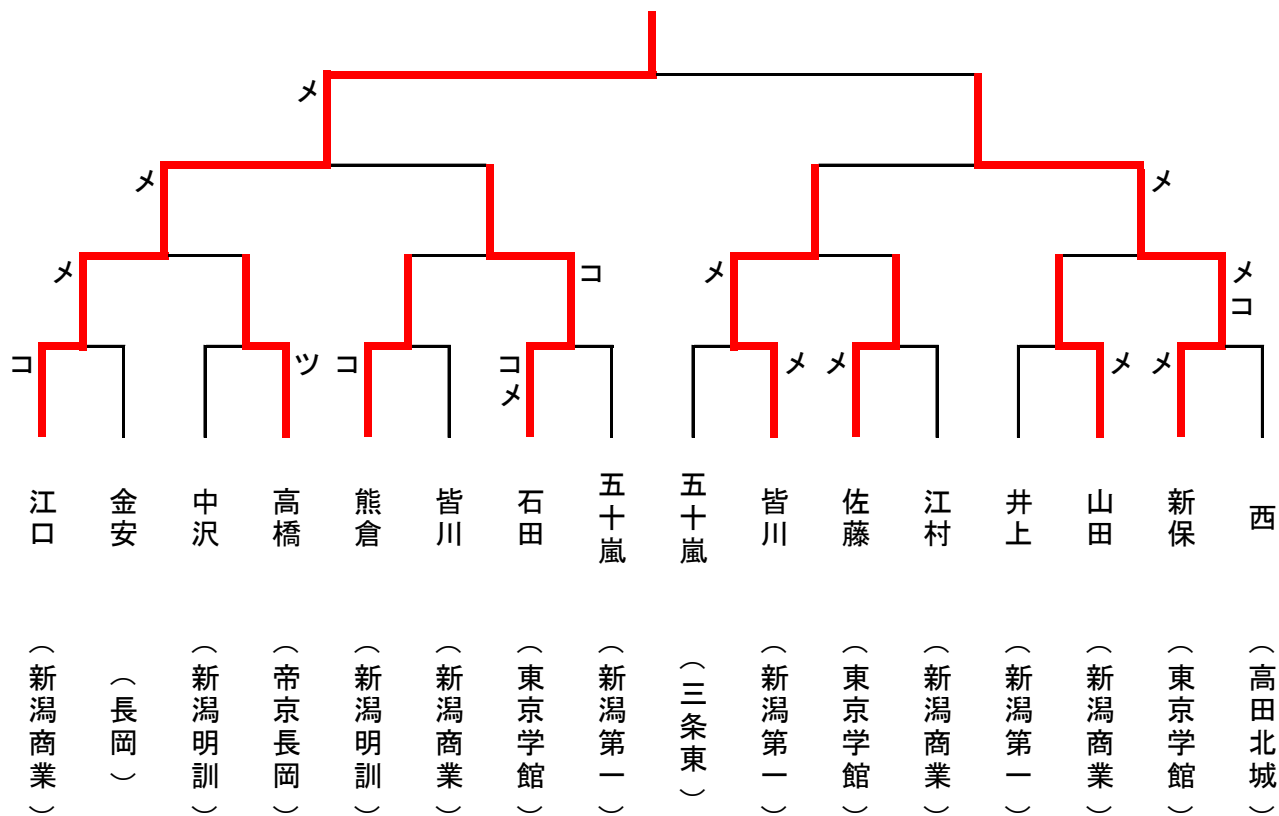 メ
メ
メ
メ
コ
メ
メ
コ
コ
ツ
コ
コ
メ
メ
メ
メ
メ
江口
金安
中沢
高橋
熊倉
皆川
石田
五十嵐
五十嵐
皆川
佐藤
江村
井上
山田
新保
西
（新潟商業）
（長岡）
（新潟明訓）
（帝京長岡）
（新潟明訓）
（新潟商業）
（東京学館）
（新潟第一）
（三条東）
（新潟第一）
（東京学館）
（新潟商業）
（新潟第一）
（新潟商業）
（東京学館）
（高田北城）